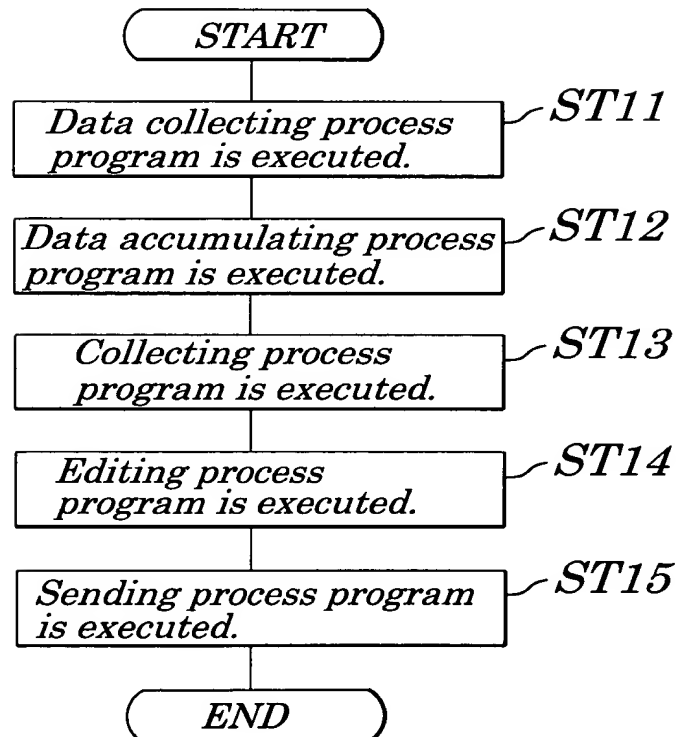 START
Data collecting process
program is executed.
ST11
Data accumulating process
program is executed.
ST12
Collecting process
program is executed.
ST13
Editing process
program is executed.
ST14
Sending process program
is executed.
ST15
END